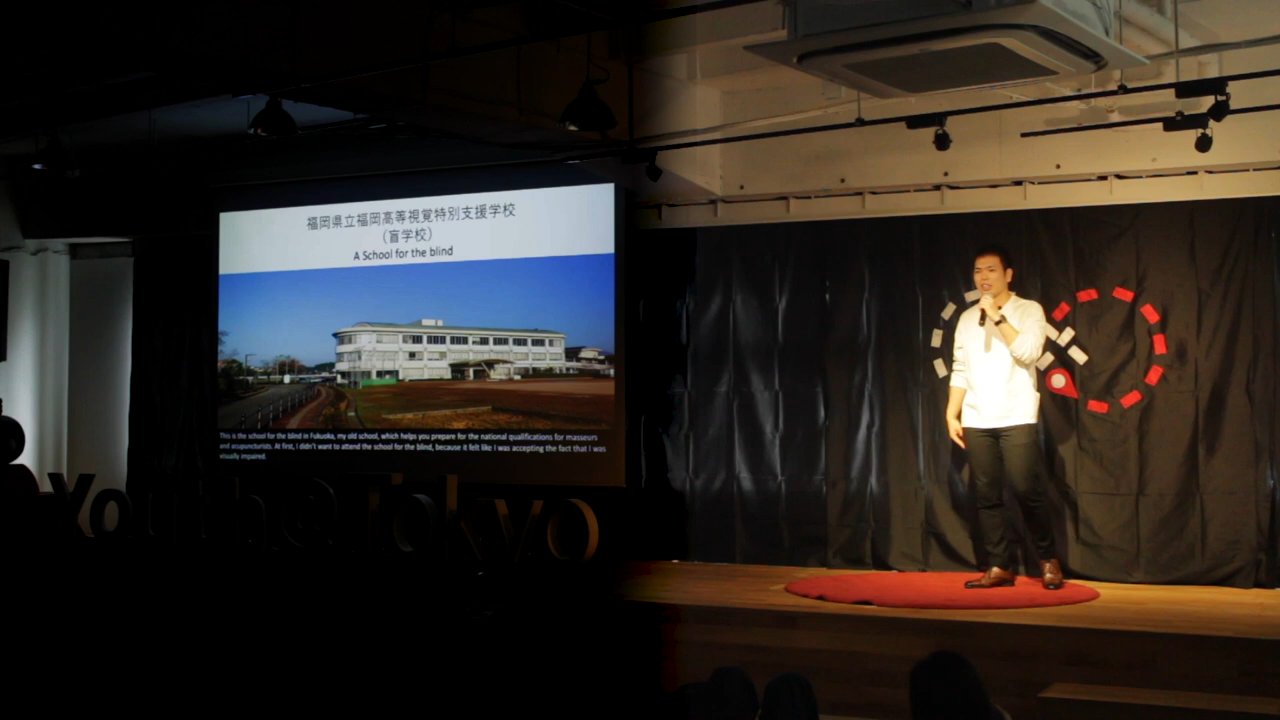 福岡県立福岡高等視覚特別支援学校
（盲学校）
A School for the blind
This is the school for the blind in Fukuoka, my old school, which helps you prepare for the national qualifications for masseurs
and acupuncturists. At first, I didn't want to attend the school for the blind, because it felt like I was accepting the fact that I was
visually impaired.
Youth@Tokyo